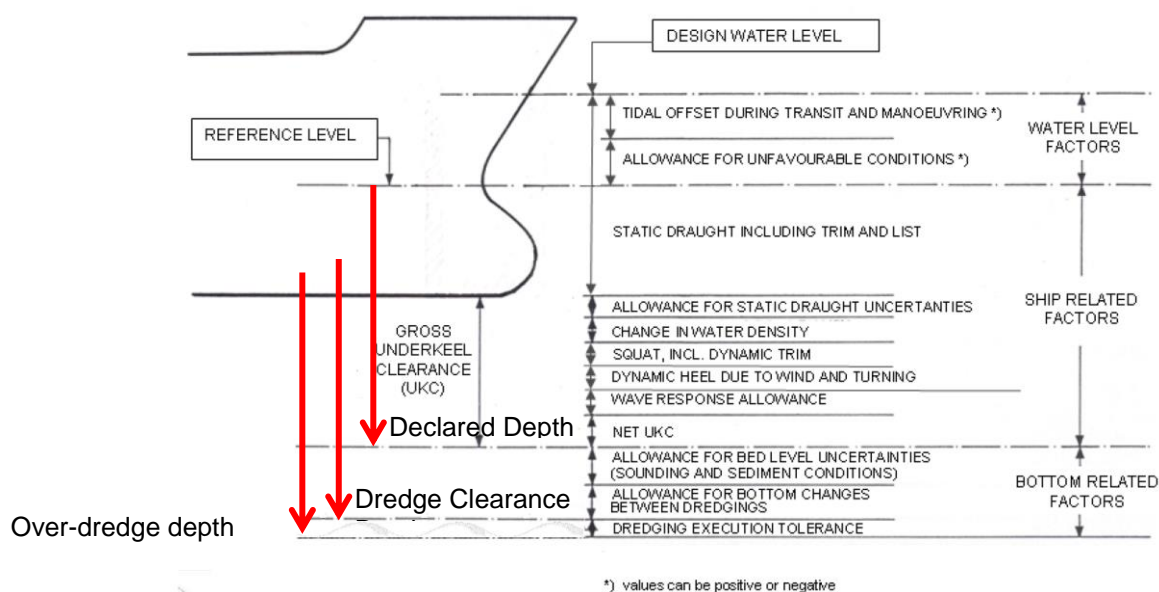 DESIGN WATER LEVEL
TIDAL OFFSET DURING TRANSIT AND MANOEUVRING *)
REFERENCE LEVEL
WATER LEVEL
FACTORS
ALLOWANCE FOR UNFAVOURABLE CONDITIONS *)
STATIC DRAUGHT INCLUDING TRIM AND LIST
ALLOWANCE FOR STATIC DRAUGHT UNCERTANTIES
SHIP RELATED
FACTORS
GROSS
UNDERKEEL
CLEARANCE
(UKC)
CHANGE IN WATER DENSITY
SQUAT, INCL. DYNAMIC TRIM
DYNAMIC HEEL DUE TO WIND AND TURNING
WAVE RESPONSE ALLOWANCE
Declared Depth
NET UKC
ALLOWANCE FOR BED LEVEL UNCERTAINTIES
(SOUNDING AND SEDIMENT CONDITIONS)
BOTTOM RELATED
FACTORS
Dredge Clearance
ALLOWANCE FOR BOTTOM CHANGES
BETWEEN DREDGINGS
Over-dredge depth
DREDGING EXECUTION TOLERANCE
*) values can be positive or negative